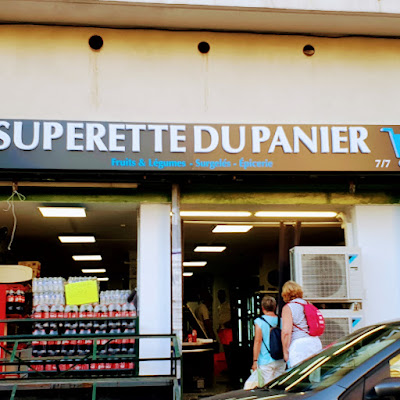 SUPERETTE DU PANIER
Fruits & Légumes - Surgelés - Épicerie
7/7